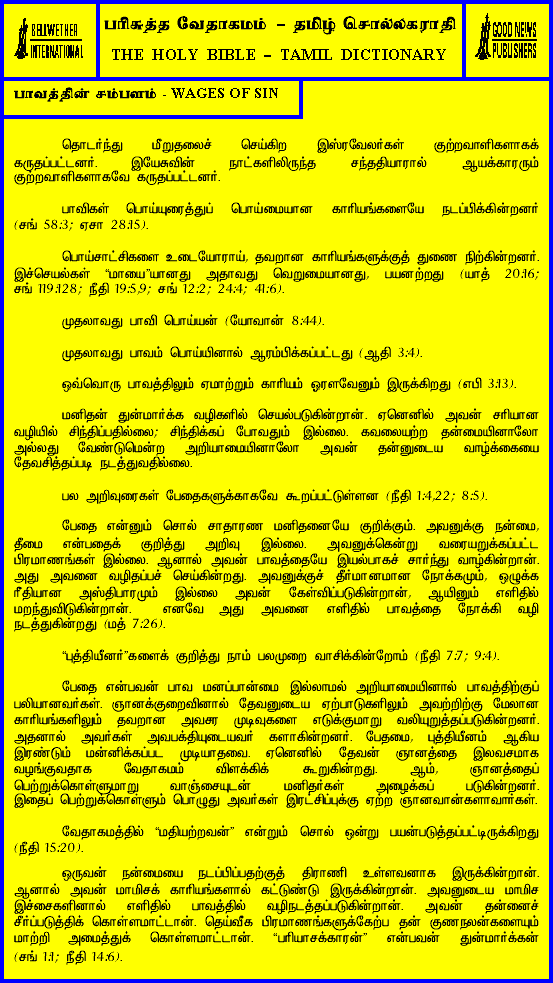 BELLWETHER
INTERNATIONAL
பரிசுத்த வேதாகமம் – தமிழ் சொல்லகராதி
THE HOLY BIBLE – TAMIL DICTIONARY
GOOD NEWS
PUBLISHERS
பாவத்தின் சம்பளம் - WAGES OF SIN
தொடர்ந்து மீறுதலைச் செய்கிற இஸ்ரவேலர்கள் குற்றவாளிகளாகக்
கருதப்பட்டனர். இயேசுவின் நாட்களிலிருந்த சந்ததியாரால் ஆயக்காரரும்
குற்றவாளிகளாகவே கருதப்பட்டனர்.
பாவிகள் பொய்யுரைத்துப் பொய்மையான காரியங்களையே நடப்பிக்கின்றனர்
(சங் 58:3; ஏசா 28:15).
பொய்சாட்சிகளை உடையோராய், தவறான காரியங்களுக்குத் துணை நிற்கின்றனர்.
இச்செயல்கள் “மாயை”யானது அதாவது வெறுமையானது, பயனற்றது (யாத் 20:16;
சங் 119:128; நீதி 19:5,9; சங் 12:2; 24:4; 41:6).
முதலாவது பாவி பொய்யன் (யோவான் 8:44).
முதலாவது பாவம் பொய்யினால் ஆரம்பிக்கப்பட்டது (ஆதி 3:4).
ஒவ்வொரு பாவத்திலும் ஏமாற்றும் காரியம் ஓரளவேனும் இருக்கிறது (எபி 3:13).
மனிதன் துன்மார்க்க வழிகளில் செயல்படுகின்றான். ஏனெனில் அவன் சரியான
வழியில் சிந்திப்பதில்லை; சிந்திக்கப் போவதும் இல்லை. கவலையற்ற தன்மையினாலோ
அல்லது வேண்டுமென்ற அறியாமையினாலோ அவன் தன்னுடைய வாழ்க்கையை
தேவசித்தப்படி நடத்துவதில்லை.
பல அறிவுரைகள் பேதைகளுக்காகவே கூறப்பட்டுள்ளன (நீதி 1:4,22; 8:5).
பேதை என்னும் சொல் சாதாரண மனிதனையே குறிக்கும். அவனுக்கு நன்மை,
தீமை என்பதைக் குறித்து அறிவு இல்லை. அவனுக்கென்று வரையறுக்கப்பட்ட
பிரமாணங்கள் இல்லை. ஆனால் அவன் பாவத்தையே இயல்பாகச் சார்ந்து வாழ்கின்றான்.
அது அவனை வழிதப்பச் செய்கின்றது. அவனுக்குச் தீர்மானமான நோக்கமும், ஒழுக்க
ரீதியான அஸ்திபாரமும் இல்லை அவன் கேள்விப்படுகின்றான், ஆயினும் எளிதில்
மறந்துவிடுகின்றான். எனவே அது அவனை எளிதில் பாவத்தை நோக்கி வழி
நடத்துகின்றது (மத் 7:26).
“புத்தியீனர்”களைக் குறித்து நாம் பலமுறை வாசிக்கின்றோம் (நீதி 7:7; 9:4).
பேதை என்பவன் பாவ மனப்பான்மை இல்லாமல் அறியாமையினால் பாவத்திற்குப்
பலியானவர்கள். ஞானக்குறைவினால் தேவனுடைய ஏற்பாடுகளிலும் அவற்றிற்கு மேலான
காரியங்களிலும் தவறான அவசர முடிவுகளை எடுக்குமாறு வலியுறுத்தப்படுகின்றனர்.
அதனால் அவர்கள் அவபக்தியுடையவர் களாகின்றனர். பேதமை, புத்தியீனம் ஆகிய
இரண்டும் மன்னிக்கப்பட முடியாதவை. ஏனெனில் தேவன் ஞானத்தை இலவசமாக
வழங்குவதாக வேதாகமம் விளக்கிக் கூறுகின்றது. ஆம், ஞானத்தைப்
பெற்றுக்கொள்ளுமாறு வாஞ்சையுடன் மனிதர்கள் அழைக்கப் படுகின்றனர்.
இதைப் பெற்றுக்கொள்ளும் பொழுது அவர்கள் இரட்சிப்புக்கு ஏற்ற ஞானவான்களாவார்கள்.
வேதாகமத்தில் “மதியற்றவன்” என்றும் சொல் ஒன்று பயன்படுத்தப்பட்டிருக்கிறது
(நீதி 15:20).
ஒருவன் நன்மையை நடப்பிப்பதற்குத் திராணி உள்ளவனாக இருக்கின்றான்.
ஆனால் அவன் மாமிசக் காரியங்களால் கட்டுண்டு இருக்கின்றான். அவனுடைய மாமிச
இச்சைகளினால் எளிதில் பாவத்தில் வழிநடத்தப்படுகின்றான். அவன் தன்னைச்
சீர்ப்படுத்திக் கொள்ளமாட்டான். தெய்வீக பிரமாணங்களுக்கேற்ப தன் குணநலன்களையும்
மாற்றி அமைத்துக் கொள்ளமாட்டான். “பரியாசக்காரன்” என்பவன் துன்மார்க்கன்
(சங் 1:1; நீதி 14:6).